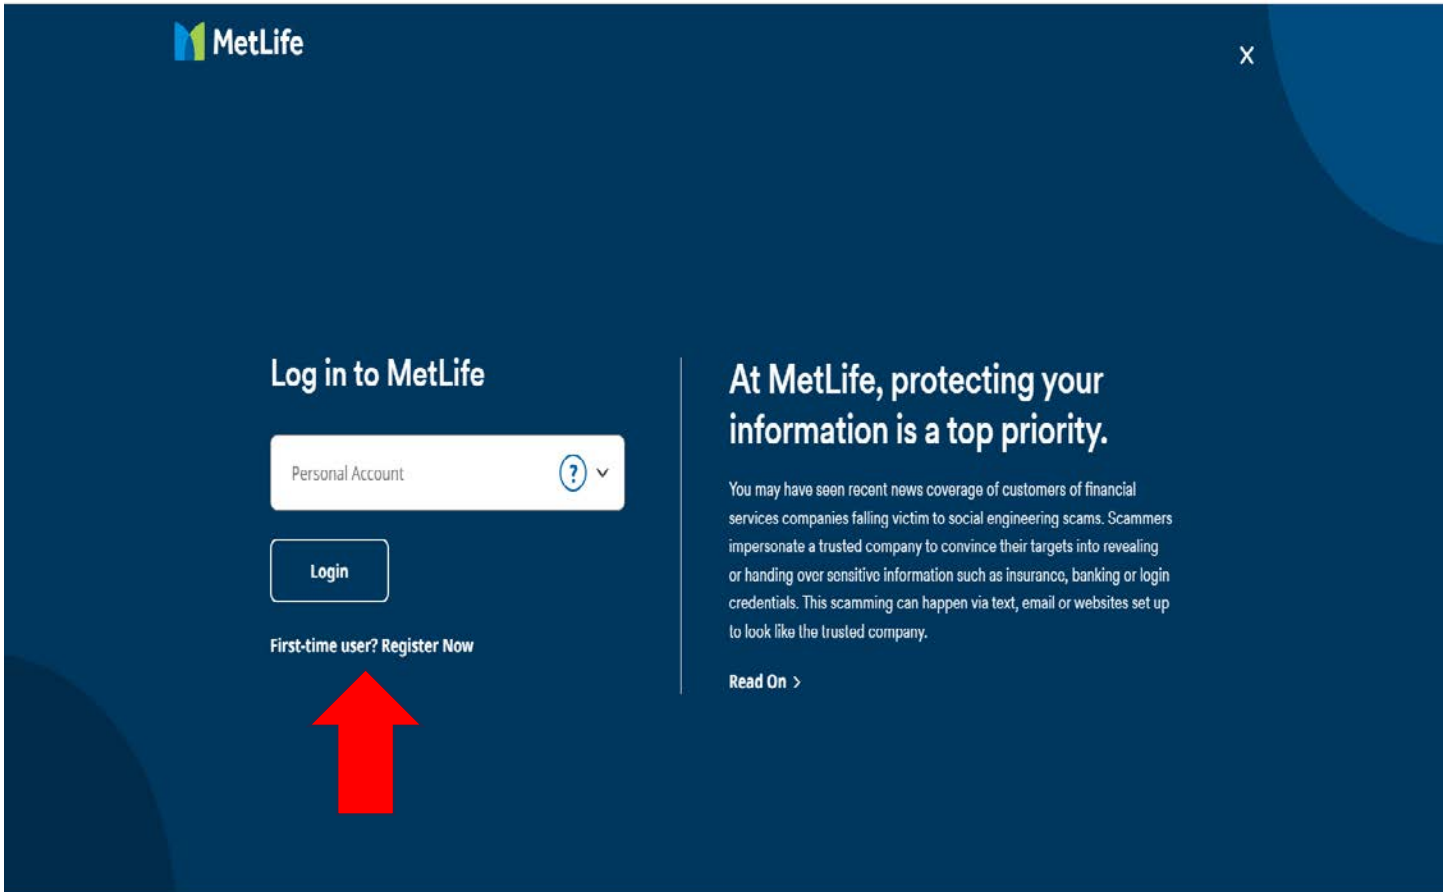 MetLife
X
Log in to MetLife
Personal Account ?
Login
First-time user? Register Now
At MetLife, protecting your
information is a top priority.
You may have seen recent news coverage of customers of financial
services companies falling victim to social engineering scams. Scammers
impersonate a trusted company to convince their targets into revealing
or handing over sensitive information such as insurance, banking or login
credentials. This scamming can happen via text, email or websites set up
to look like the trusted company.
Read On >